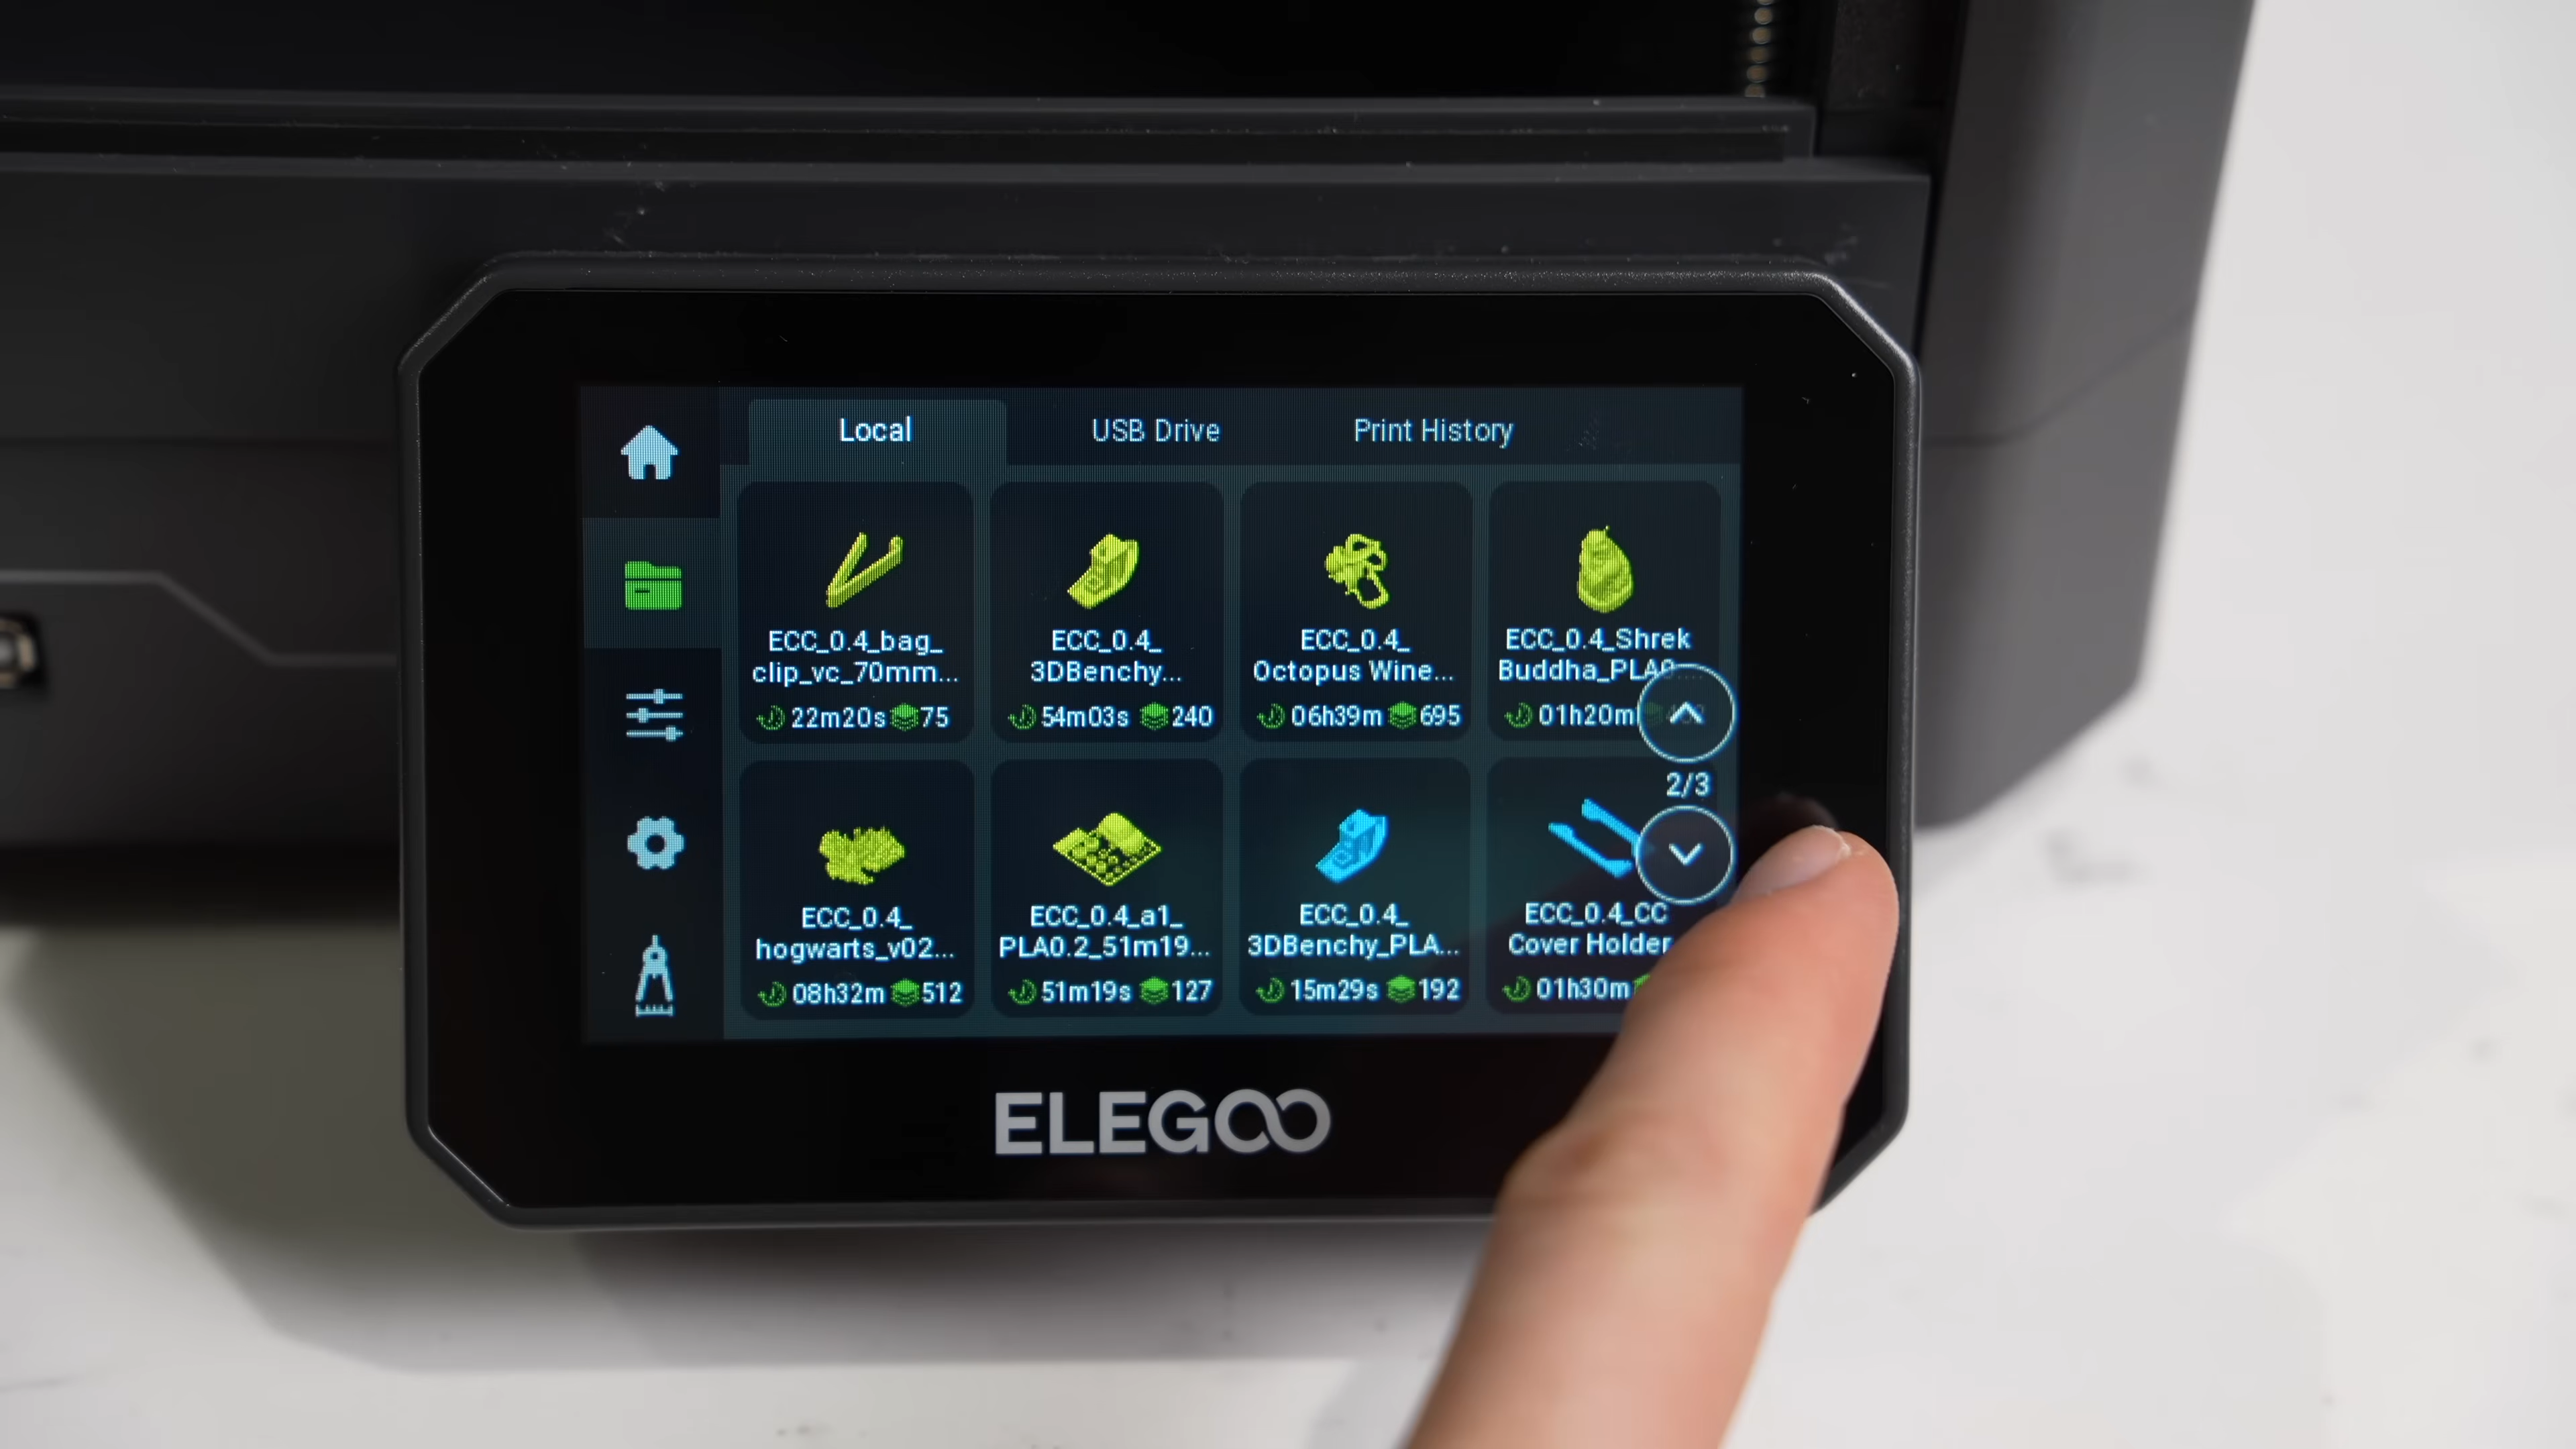 Local USB Drive Print History
ECC_0.4_bag_
clip_vc_70mm...
22m20s 75
ECC_0.4_
3DBenchy...
54m03s 240
ECC_0.4_
Octopus Wine...
06h39m 695
ECC_0.4_Shrek
Buddha_PLA0....
01h20m
2/3
ECC_0.4_
hogwarts_v02...
08h32m 512
ECC_0.4_a1_
PLA0.2_51m19...
51m19s 127
ECC_0.4_
3DBenchy_PLA...
15m29s 192
ECC_0.4_CC
Cover Holder
01h30m
ELEGOO